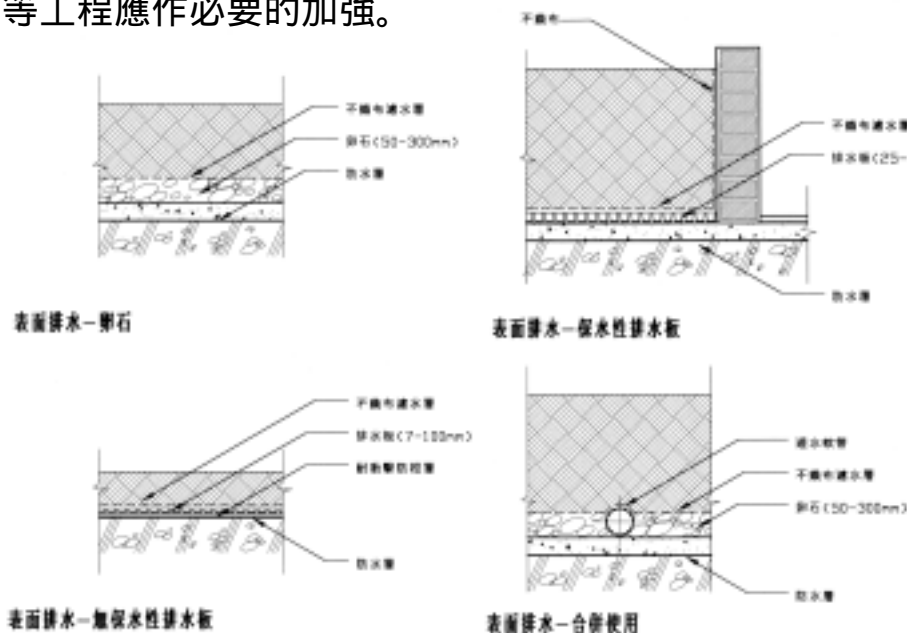 等工程應作必要的加強。
不織布濾水層
卵石(50-300mm)
防水層
表面排水－卵石
不織布
不織布濾水層
排水板(25-
防水層
表面排水－保水性排水板
不織布濾水層
排水板(7-100mm)
耐衝擊防根層
防水層
表面排水－無保水性排水板
透水軟管
不織布濾水層
卵石(50-300mm)
防水層
表面排水－合併使用